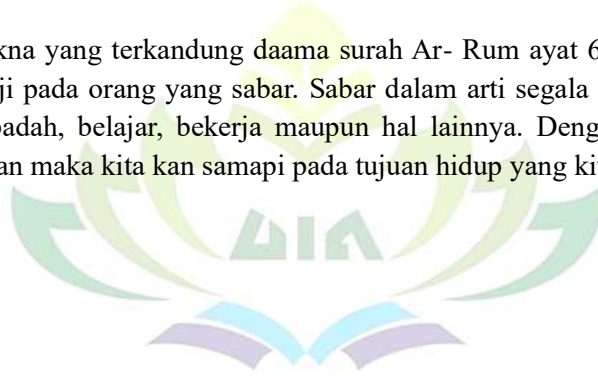 kna yang terkandung daama surah Ar- Rum ayat 6
ji pada orang yang sabar. Sabar dalam arti segala
badah, belajar, bekerja maupun hal lainnya. Deng
an maka kita kan samapi pada tujuan hidup yang ki
UIN